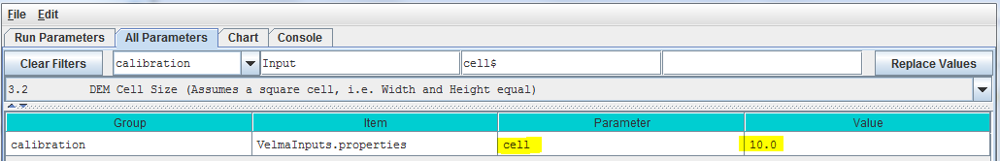 File Edit
Run Parameters All Parameters Chart Console
Clear Filters calibration Input cell$ Replace Values
3.2 DEM Cell Size (Assumes a square cell, i.e. Width and Height equal)
Group Item Parameter Value
calibration VelmaInputs.properties cell 10.0